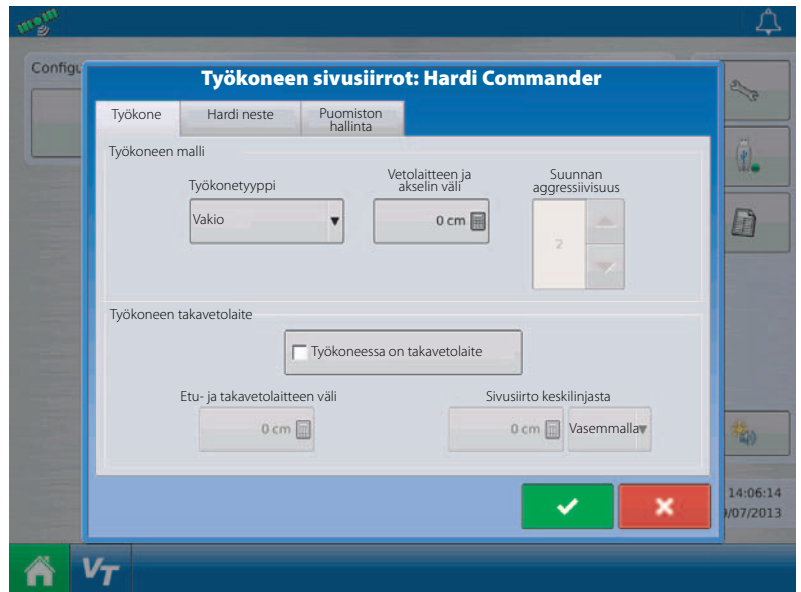 Configu
Työkoneen sivusiirrot: Hardi Commander
Työkone
Hardi neste
Puomiston
hallinta
Työkoneen malli
Työkonetyyppi
Vetolaitteen ja
akselin väli
Suunnan
aggressiivisuus
Vakio
0 cm
2
Työkoneen takavetolaite
Työkoneessa on takavetolaite
Etu- ja takavetolaitteen väli
Sivusiirto keskilinjasta
0 cm
0 cm
Vasemmalla
14:06:14
/07/2013
VT